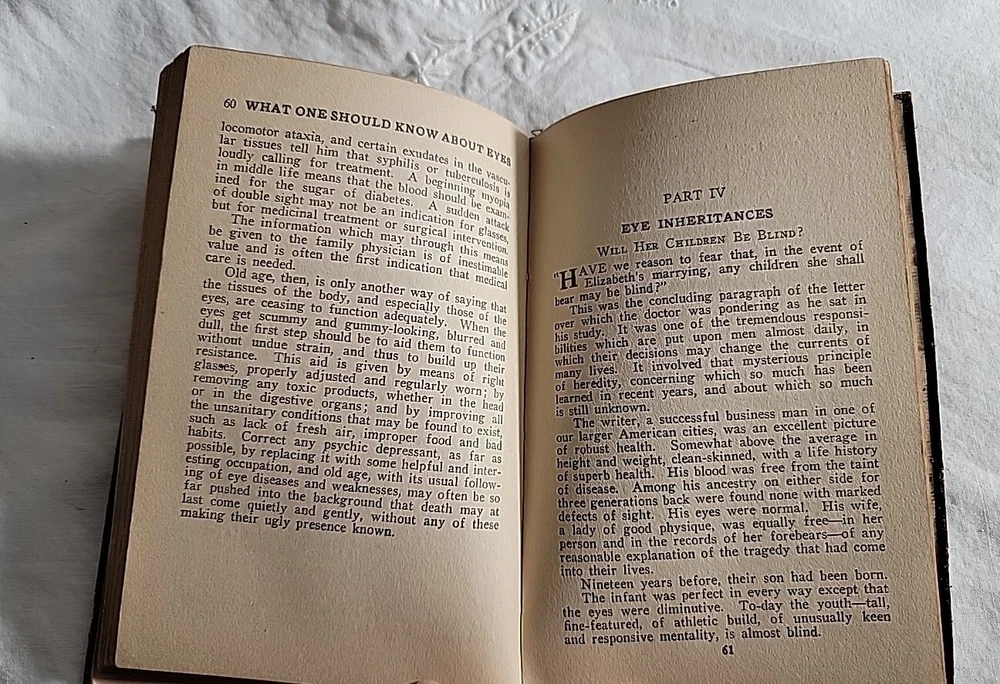 60 WHAT ONE SHOULD KNOW ABOUT EYES
locomotor ataxia, and certain exudates in the vascu-
lar tissues tell him that syphilis or tuberculosis is
loudly calling for treatment. A beginning myopia
in middle life means that the blood should be exam-
ined for the sugar of diabetes. A sudden attack
of double sight may not be an indication for glasses,
but for medicinal treatment or surgical intervention.
The information which may through this means
be given to the family physician is of inestimable
value and is often the first indication that medical
care is needed.
Old age, then, is only another way of saying that
the tissues of the body, and especially those of the
eyes, are ceasing to function adequately. When the
eyes get scummy and gummy-looking, blurred and
dull, the first step should be to aid them to function
without undue strain, and thus to build up their
resistance. This aid is given by means of right
glasses, properly adjusted and regularly worn; by
removing any toxic products, whether in the head
or in the digestive organs; and by improving all
the unsanitary conditions that may be found to exist,
such as lack of fresh air, improper food and bad
habits. Correct any psychic depressant, as far as
possible, by replacing it with some helpful and inter-
esting occupation, and old age, with its usual follow-
ing of eye diseases and weaknesses, may often be so
far pushed into the background that death may at
last come quietly and gently, without any of these
making their ugly presence known.
PART IV
EYE INHERITANCES
WILL HER CHILDREN BE BLIND?
"HAVE we reason to fear that, in the event of
Elizabeth's marrying, any children she shall
bear may be blind?"
This was the concluding paragraph of the letter
over which the doctor was pondering as he sat in
his study. It was one of the tremendous responsi-
bilities which are put upon men almost daily, in
which their decisions may change the currents of
many lives. It involved that mysterious principle
of heredity, concerning which so much has been
learned in recent years, and about which so much
is still unknown.
The writer, a successful business man in one of
our larger American cities, was an excellent picture
of robust health. Somewhat above the average in
height and weight, clean-skinned, with a life history
of superb health. His blood was free from the taint
of disease. Among his ancestry on either side for
three generations back were found none with marked
defects of sight. His eyes were normal. His wife,
a lady of good physique, was equally free—in her
person and in the records of her forebears—of any
reasonable explanation of the tragedy that had come
into their lives.
Nineteen years before, their son had been born.
The infant was perfect in every way except that
the eyes were diminutive. To-day the youth—tall,
fine-featured, of athletic build, of unusually keen
and responsive mentality, is almost blind.
61